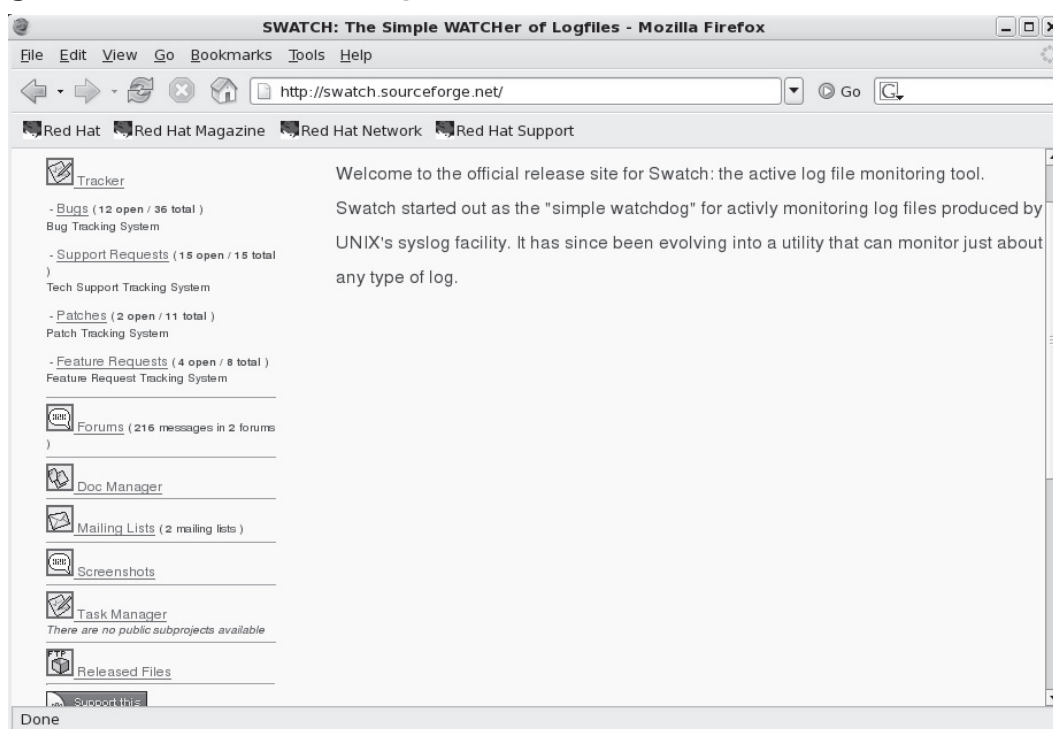 SWATCH: The Simple WATCHer of Logfiles - Mozilla Firefox
File Edit View Go Bookmarks Tools Help
http://swatch.sourceforge.net/ Go G
Red Hat Red Hat Magazine Red Hat Network Red Hat Support
Tracker
- Bugs ( 12 open / 36 total )
Bug Tracking System
- Support Requests ( 15 open / 15 total
)
Tech Support Tracking System
- Patches ( 2 open / 11 total )
Patch Tracking System
- Feature Requests ( 4 open / 8 total )
Feature Request Tracking System
Forums ( 216 messages in 2 forums
)
Doc Manager
Mailing Lists ( 2 mailing lists )
Screenshots
Task Manager
There are no public subprojects available
FTP
Released Files
Support this
Welcome to the official release site for Swatch: the active log file monitoring tool.
Swatch started out as the "simple watchdog" for activly monitoring log files produced by
UNIX's syslog facility. It has since been evolving into a utility that can monitor just about
any type of log.
Done